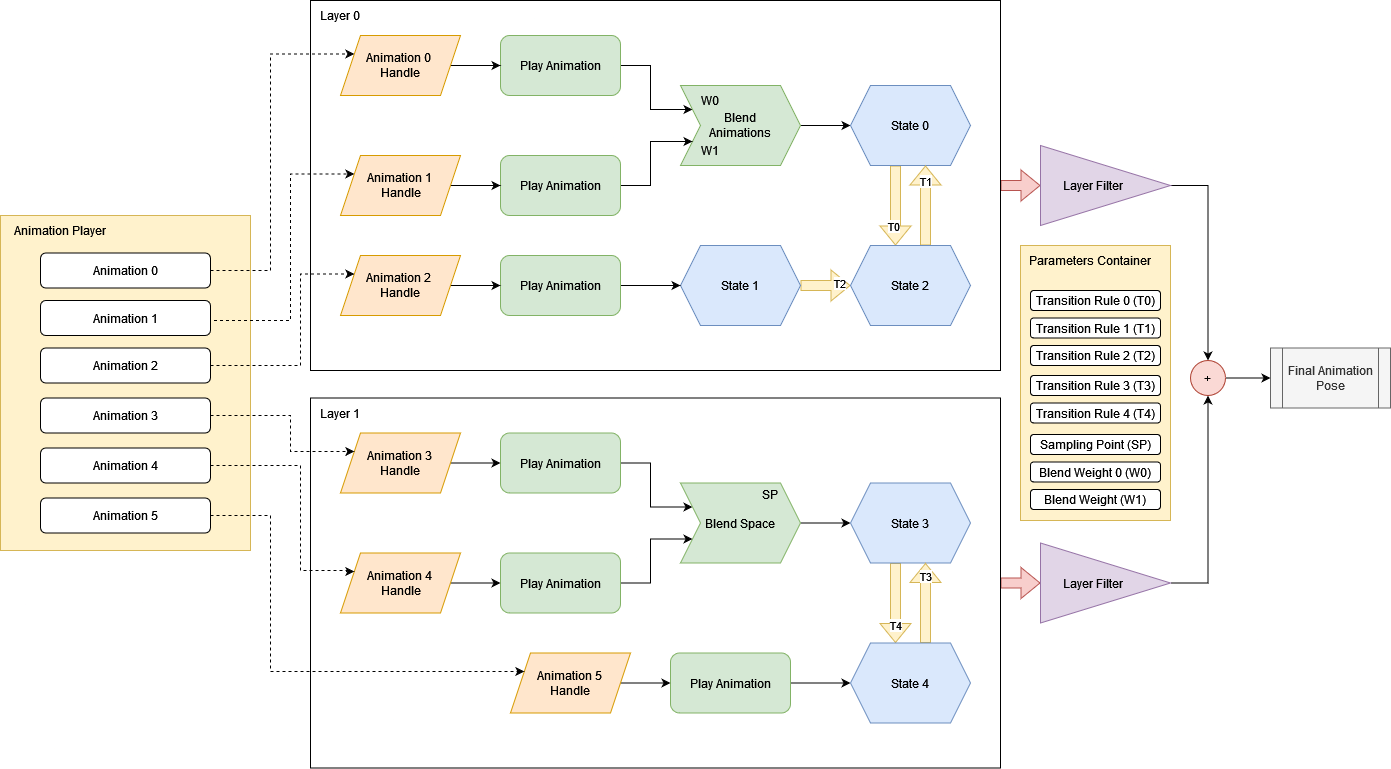 Layer 0
Animation 0
Handle
Play Animation
W0
Blend
Animations
W1
State 0
Animation 1
Handle
Play Animation
T1
T0
Layer Filter
Animation 2
Handle
Play Animation
State 1
T2
State 2
Animation Player
Animation 0
Animation 1
Animation 2
Animation 3
Animation 4
Animation 5
Parameters Container
Transition Rule 0 (T0)
Transition Rule 1 (T1)
Transition Rule 2 (T2)
Transition Rule 3 (T3)
Transition Rule 4 (T4)
Sampling Point (SP)
Blend Weight 0 (W0)
Blend Weight (W1)
+
Final Animation
Pose
Layer 1
Animation 3
Handle
Play Animation
SP
Blend Space
State 3
Animation 4
Handle
Play Animation
T3
T4
Layer Filter
Animation 5
Handle
Play Animation
State 4